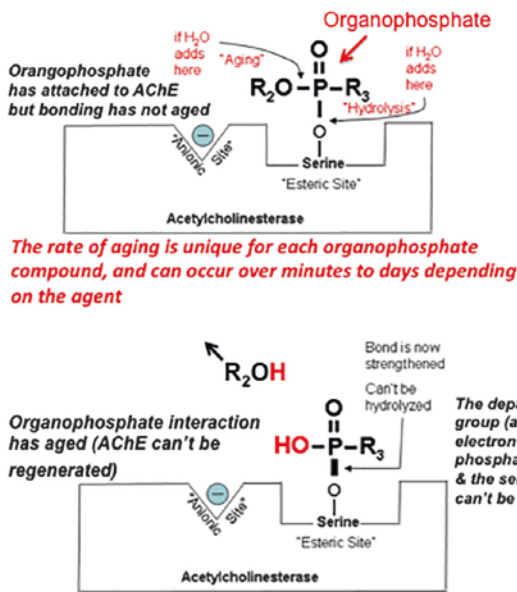 Organophosphate
if H2O
adds
here
"Aging"
O
R2O-P-R3
if H2O
adds
here
"Hydrolysis"
Orangophosphate
has attached to AChE
but bonding has not aged
O
"Anionic Site"
Serine
"Esteric Site"
Acetylcholinesterase
The rate of aging is unique for each organophosphate
compound, and can occur over minutes to days depending
on the agent
R2OH
Bond is now
strengthened
Can't be
hydrolyzed
Organophosphate interaction
has aged (AChE can't be
regenerated)
O
HO-P-R3
O
The depa
group (a
electron
phospha
& the se
can't be
"Anionic Site"
Serine
"Esteric Site"
Acetylcholinesterase